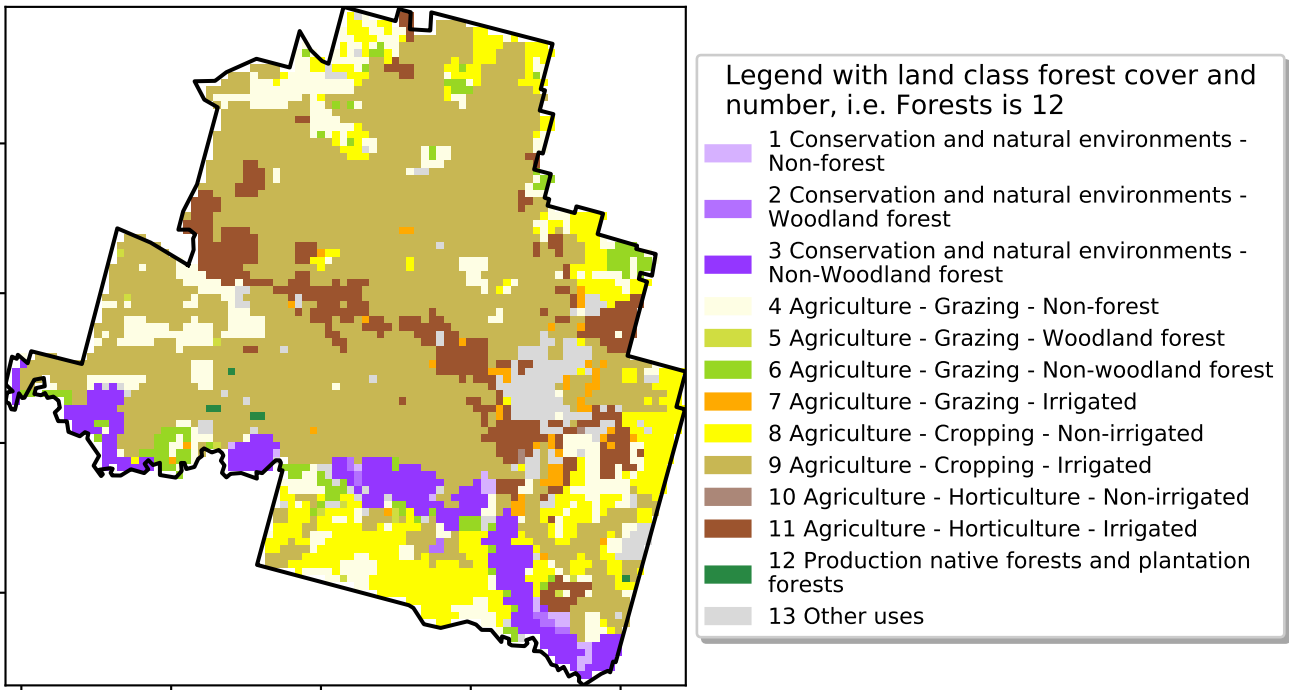 Legend with land class forest cover and
number, i.e. Forests is 12
1 Conservation and natural environments -
Non-forest
2 Conservation and natural environments -
Woodland forest
3 Conservation and natural environments -
Non-Woodland forest
4 Agriculture - Grazing - Non-forest
5 Agriculture - Grazing - Woodland forest
6 Agriculture - Grazing - Non-woodland forest
7 Agriculture - Grazing - Irrigated
8 Agriculture - Cropping - Non-irrigated
9 Agriculture - Cropping - Irrigated
10 Agriculture - Horticulture - Non-irrigated
11 Agriculture - Horticulture - Irrigated
12 Production native forests and plantation
forests
13 Other uses